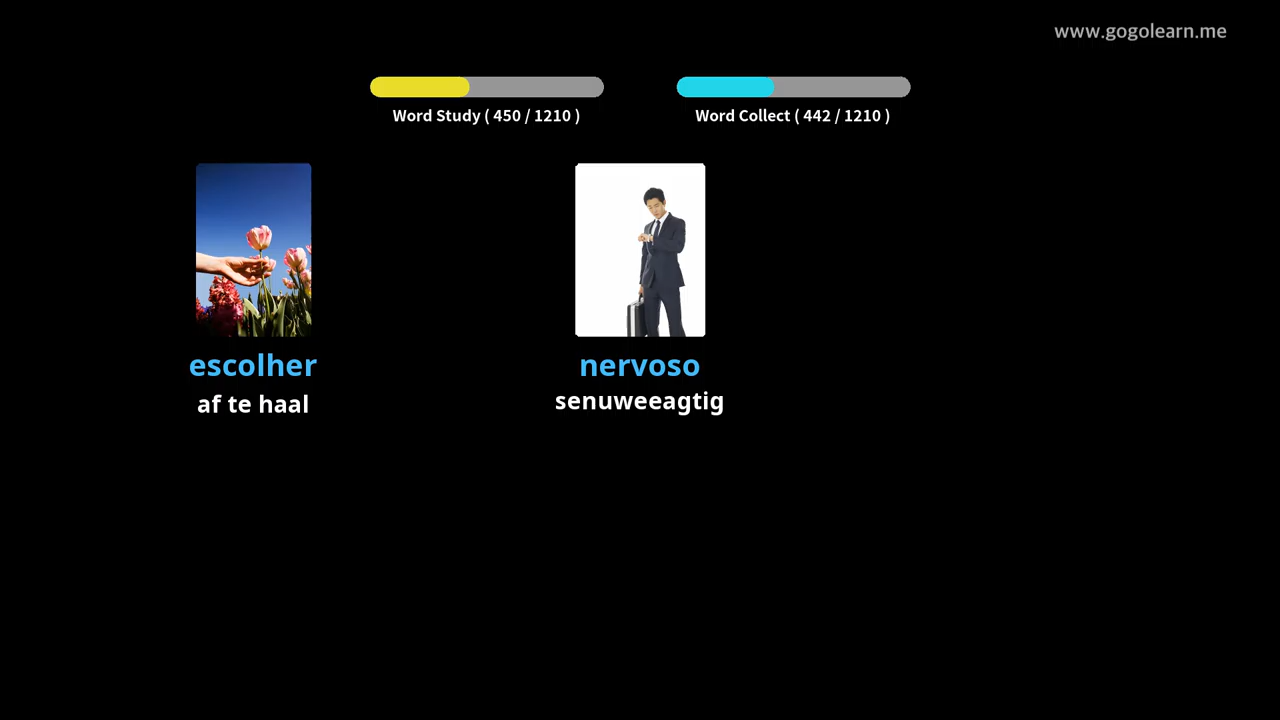 www.gogolearn.me
Word Study ( 450 / 1210 )
Word Collect ( 442 / 1210 )
escolher
af te haal
nervoso
senuweeagtig